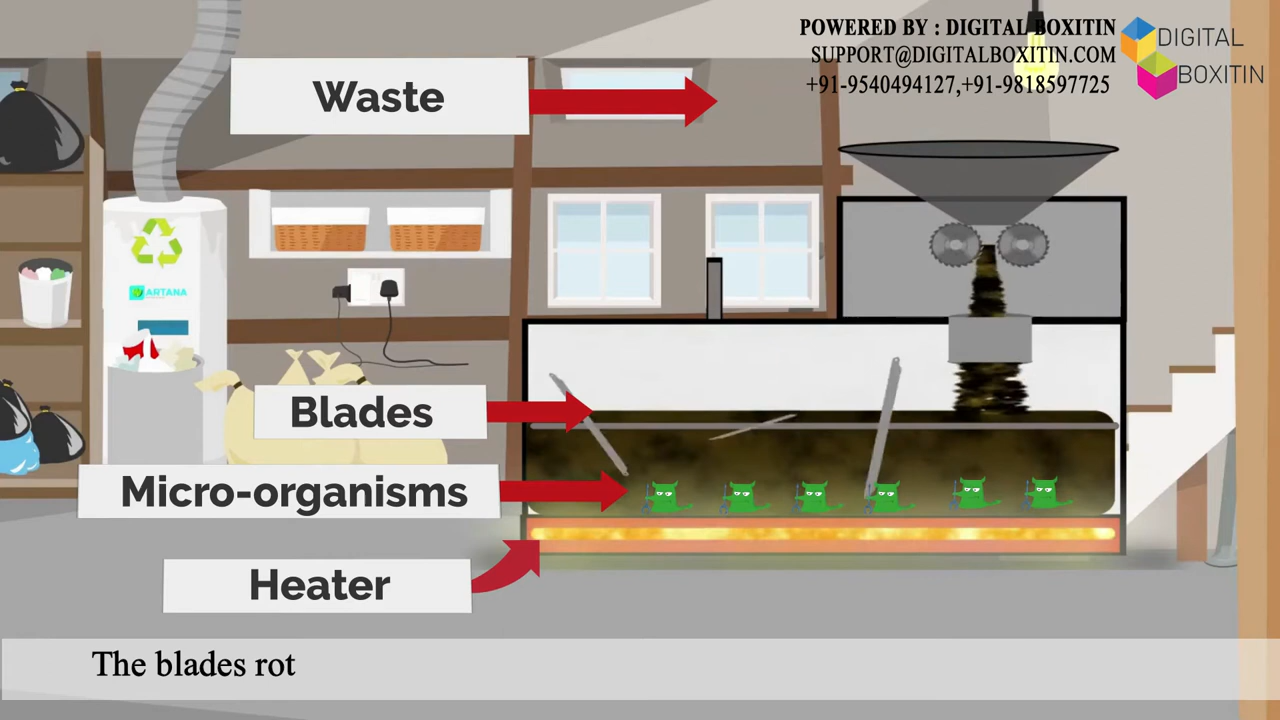 POWERED BY : DIGITAL BOXITIN
SUPPORT@DIGITALBOXITIN.COM
+91-9540494127,+91-9818597725
DIGITAL
BOXITIN
Waste
ARTANA
Blades
Micro-organisms
Heater
The blades rot